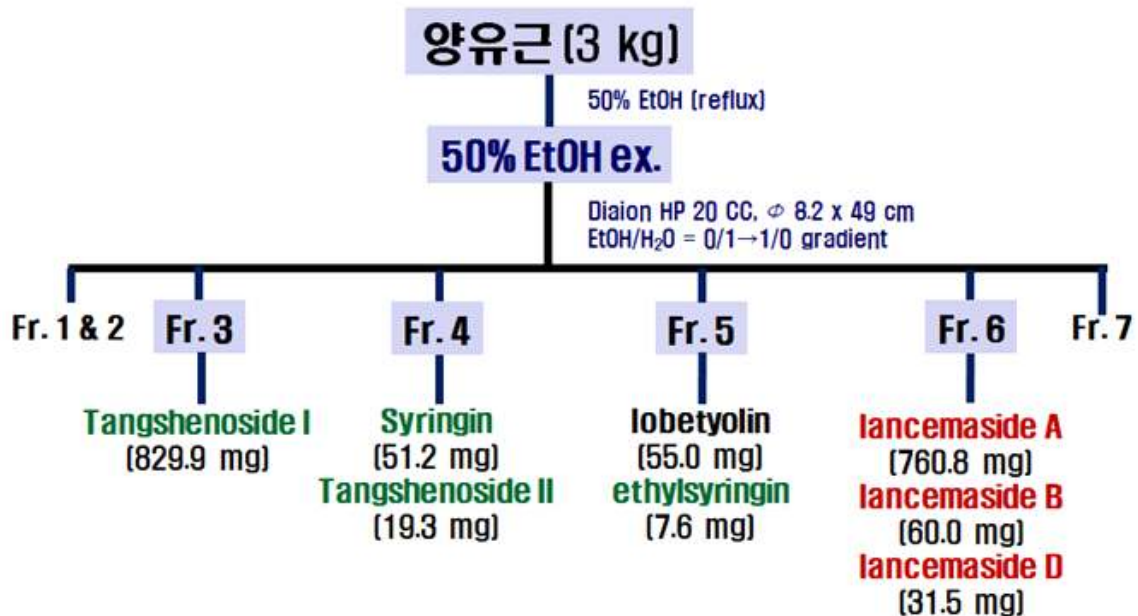 양유근 (3 kg)
50% EtOH (reflux)
50% EtOH ex.
Diaion HP 20 CC, Φ 8.2 x 49 cm
EtOH/H₂O = 0/1→1/0 gradient
Fr. 1 & 2
Fr. 3
Fr. 4
Fr. 5
Fr. 6
Fr. 7
Tangshenoside I
(829.9 mg)
Syringin
(51.2 mg)
Tangshenoside II
(19.3 mg)
lobetyolin
(55.0 mg)
ethylsyringin
(7.6 mg)
lancemaside A
(760.8 mg)
lancemaside B
(60.0 mg)
lancemaside D
(31.5 mg)